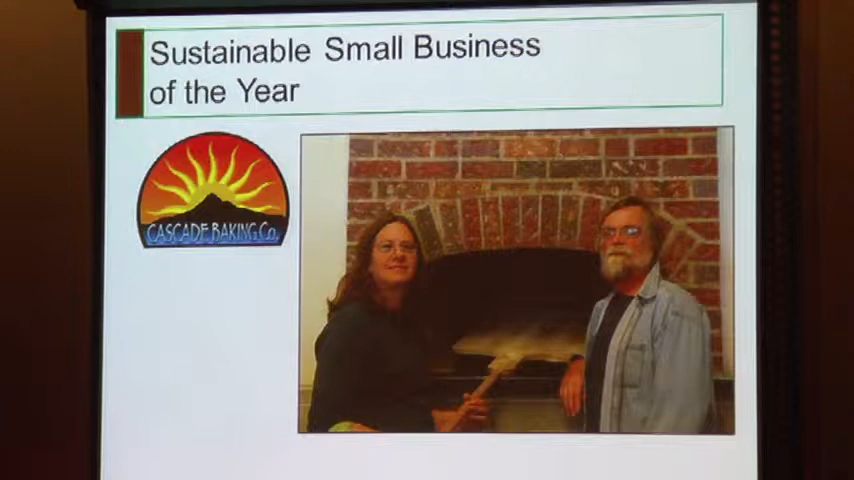 Sustainable Small Business
of the Year
CASCADE BAKING Co.